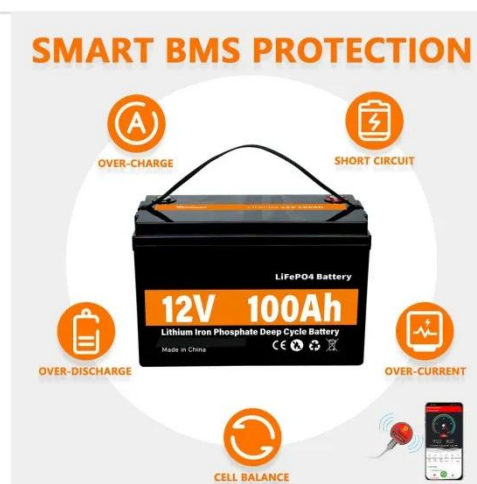 SMART BMS PROTECTION
A
OVER-CHARGE
SHORT CIRCUIT
LiFePO4 Battery
12V 100Ah
Lithium Iron Phosphate Deep Cycle Battery
Made in China
CE
OVER-DISCHARGE
OVER-CURRENT
CELL BALANCE